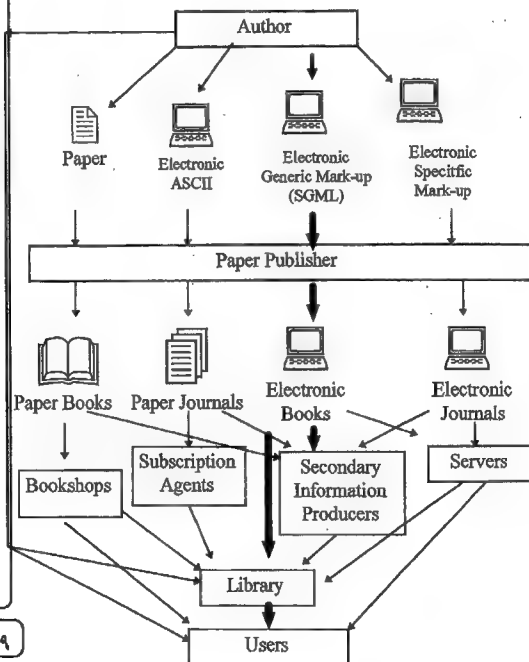 Author
Paper
Electronic
ASCII
Electronic
Generic Mark-up
(SGML)
Electronic
Specitfic
Mark-up
Paper Publisher
Paper Books
Paper Journals
Electronic
Books
Electronic
Journals
Bookshops
Subscription
Agents
Secondary
Information
Producers
Servers
Library
Users